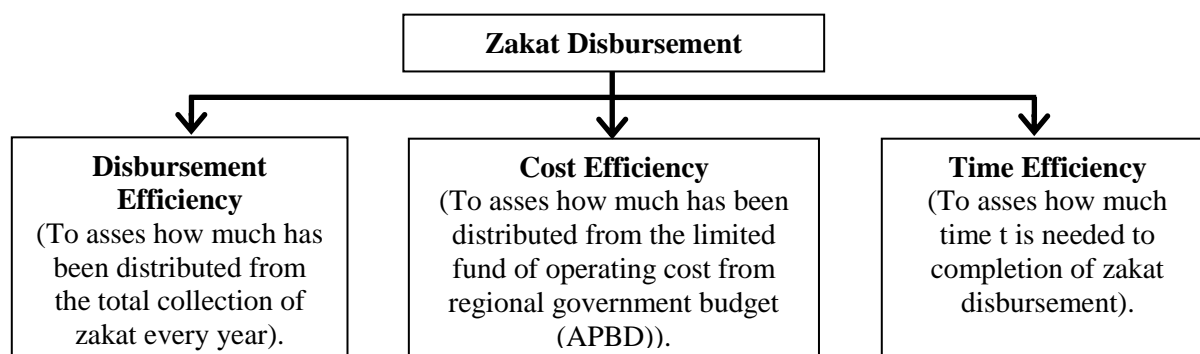 Zakat Disbursement
Disbursement
Efficiency
(To asses how much has
been distributed from
the total collection of
zakat every year).
Cost Efficiency
(To asses how much has been
distributed from the limited
fund of operating cost from
regional government budget
(APBD)).
Time Efficiency
(To asses how much
time t is needed to
completion of zakat
disbursement).